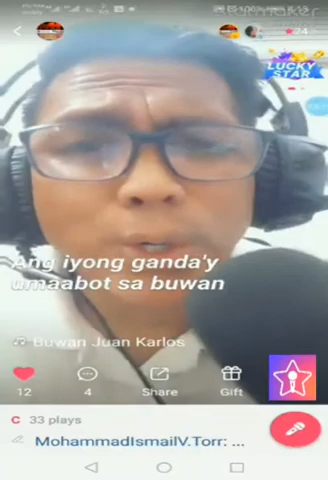 24
LUCKY
STAR
Ang iyong ganda'y
umaabot sa buwan
Buwan Juan Karlos
12
4
Share
Gift
C 33 plays
MohammadIsmailV.Torr: ...